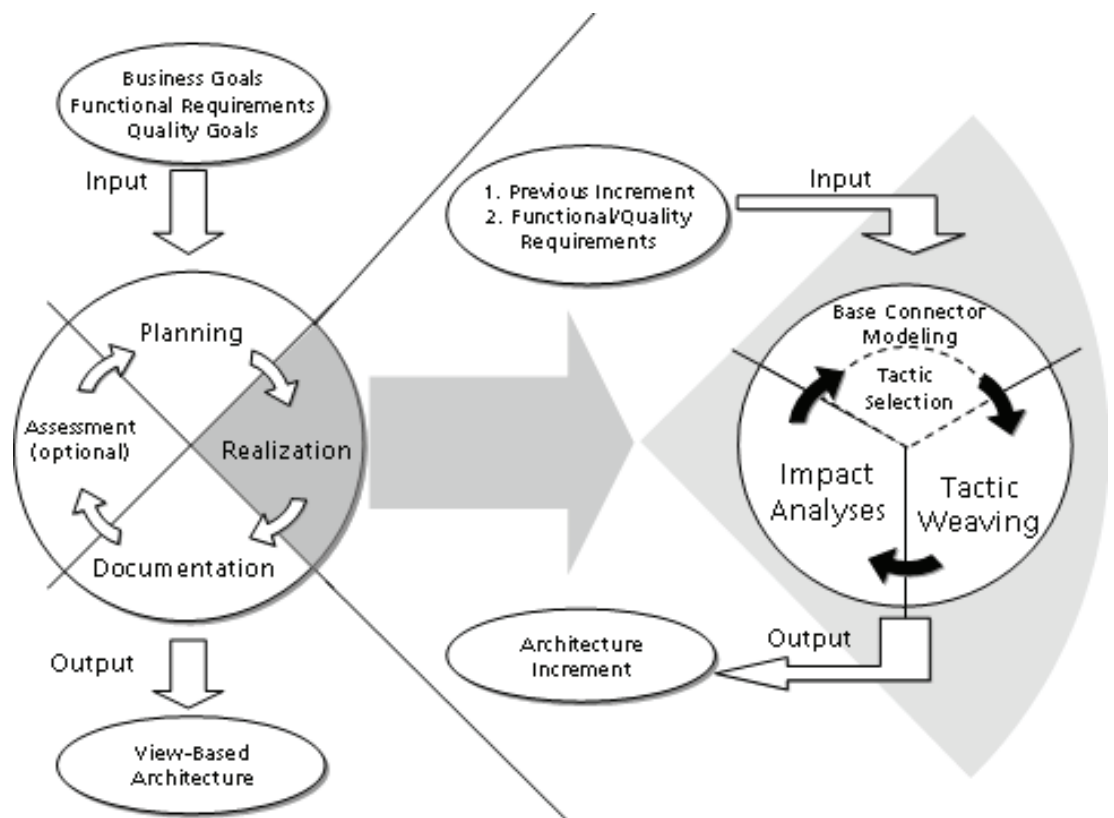 Business Goals
Functional Requirements
Quality Goals
Input
Planning
Assessment
(optional)
Realization
Documentation
Output
View-Based
Architecture
1. Previous Increment
2. Functional/Quality
Requirements
Input
Base Connector
Modeling
Tactic
Selection
Impact
Analyses
Tactic
Weaving
Output
Architecture
Increment